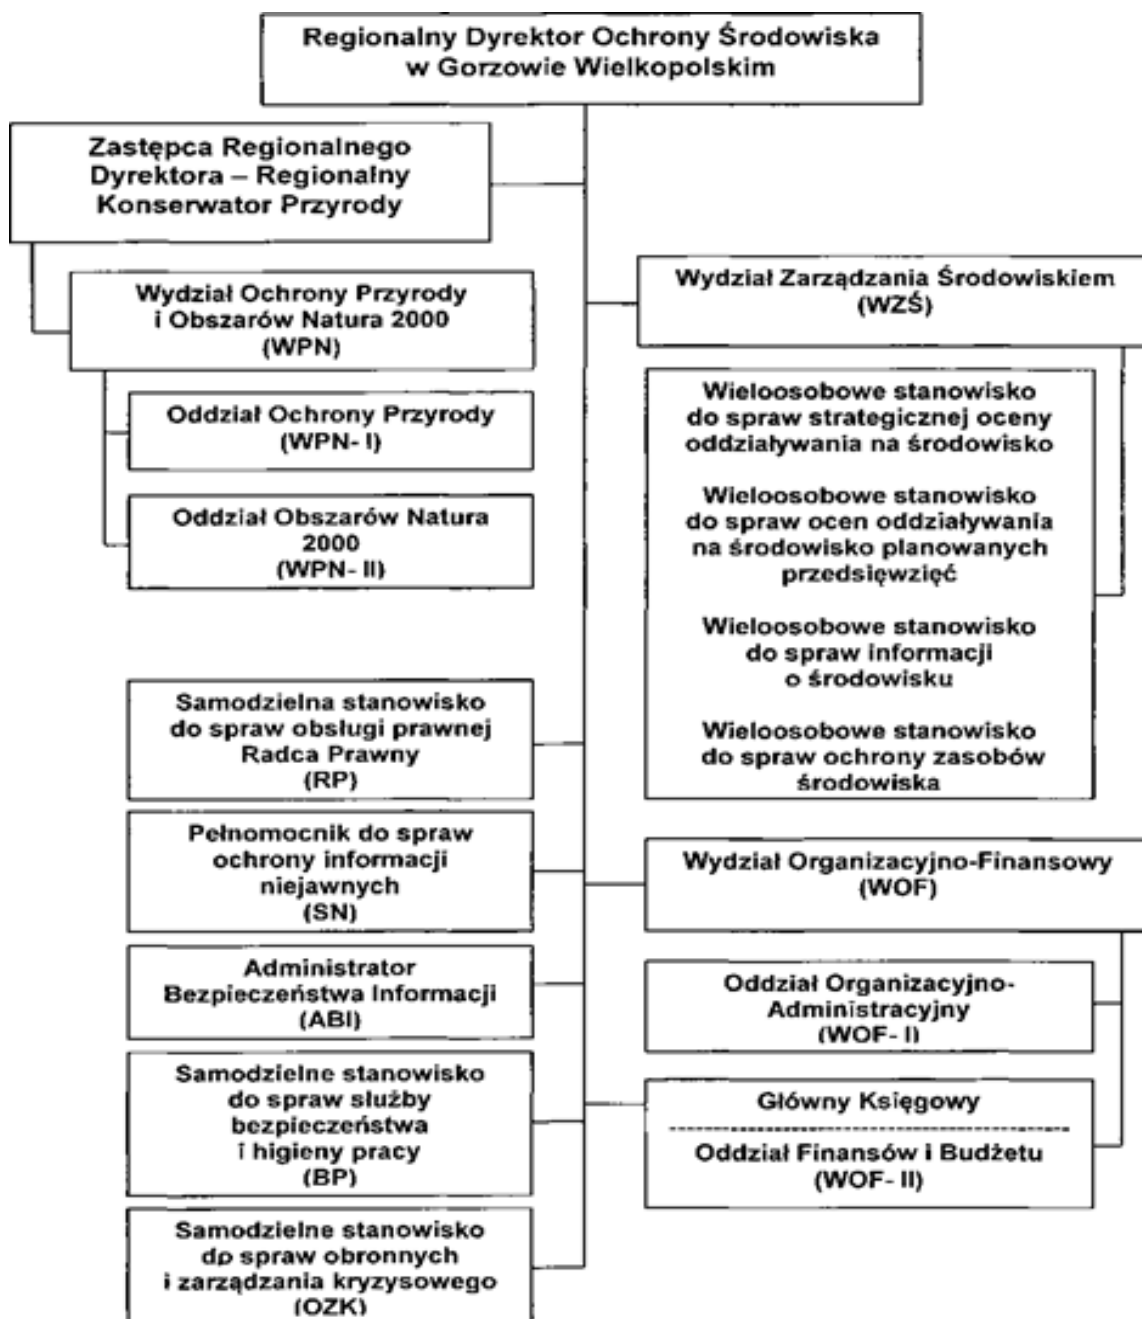 Regionalny Dyrektor Ochrony Środowiska
w Gorzowie Wielkopolskim
Zastępca Regionalnego
Dyrektora – Regionalny
Konserwator Przyrody
Wydział Ochrony Przyrody
i Obszarów Natura 2000
(WPN)
Oddział Ochrony Przyrody
(WPN- I)
Oddział Obszarów Natura
2000
(WPN- II)
Samodzielna stanowisko
do spraw obsługi prawnej
Radca Prawny
(RP)
Pełnomocnik do spraw
ochrony informacji
niejawnych
(SN)
Administrator
Bezpieczeństwa Informacji
(ABI)
Samodzielne stanowisko
do spraw służby
bezpieczeństwa
i higieny pracy
(BP)
Samodzielne stanowisko
do spraw obronnych
i zarządzania kryzysowego
(OZK)
Wydział Zarządzania Środowiskiem
(WZŚ)
Wieloosobowe stanowisko
do spraw strategicznej oceny
oddziaływania na środowisko
Wieloosobowe stanowisko
do spraw ocen oddziaływania
na środowisko planowanych
przedsięwzięć
Wieloosobowe stanowisko
do spraw informacji
o środowisku
Wieloosobowe stanowisko
do spraw ochrony zasobów
środowiska
Wydział Organizacyjno-Finansowy
(WOF)
Oddział Organizacyjno-
Administracyjny
(WOF- I)
Główny Księgowy
Oddział Finansów i Budżetu
(WOF- II)